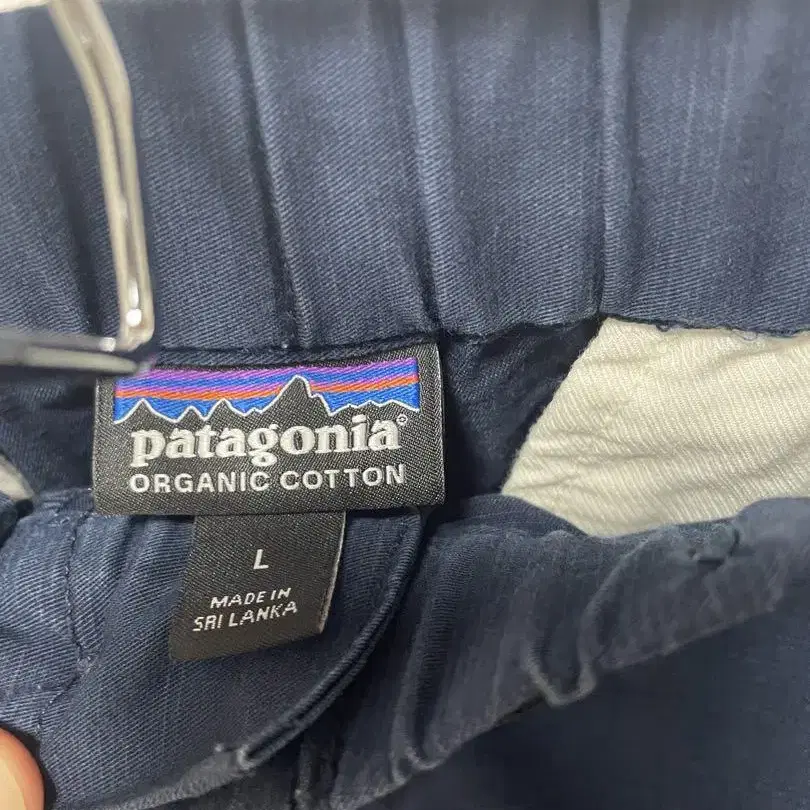 patagonia®
ORGANIC COTTON
L
MADE IN
SRI LANKA